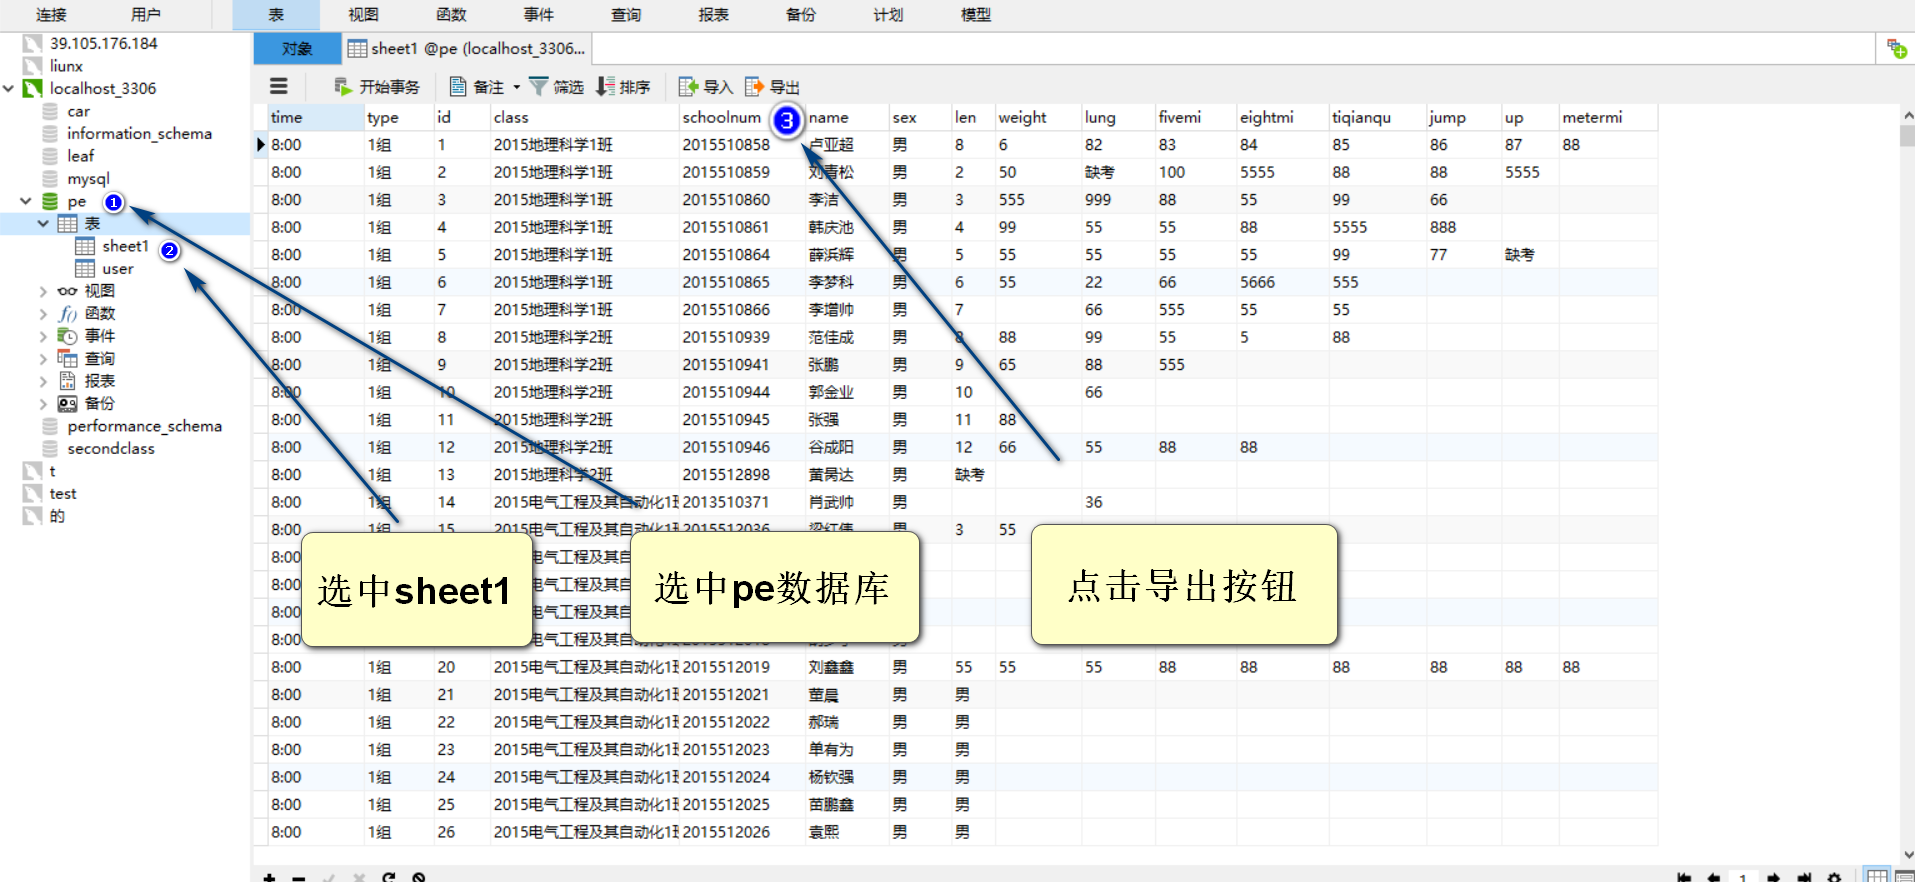 连接 用户 表 视图 函数 事件 查询 报表 备份 计划 模型
39.105.176.184
liunx
localhost_3306
car
information_schema
leaf
mysql
pe 1
表
sheet1 2
user
视图
函数
事件
查询
报表
备份
performance_schema
secondclass
t
test
的
对象 sheet1 @pe (localhost_3306...
开始事务 备注 筛选 排序 导入 导出
3
time type id class schoolnum name sex len weight lung fivemi eightmi tiqianqu jump up metermi
8:00 1组 1 2015地理科学1班 2015510858 卢亚超 男 8 6 82 83 84 85 86 87 88
8:00 1组 2 2015地理科学1班 2015510859 刘青松 男 2 50 缺考 100 5555 88 88 5555
8:00 1组 3 2015地理科学1班 2015510860 李洁 男 3 555 999 88 55 99 66
8:00 1组 4 2015地理科学1班 2015510861 韩庆池 男 4 99 55 55 88 5555 888
8:00 1组 5 2015地理科学1班 2015510864 薛浜辉 男 5 55 55 55 55 99 77 缺考
8:00 1组 6 2015地理科学1班 2015510865 李梦科 男 6 55 22 66 5666 555
8:00 1组 7 2015地理科学1班 2015510866 李增帅 男 7 66 555 55 55
8:00 1组 8 2015地理科学2班 2015510939 范佳成 男 8 88 99 55 5 88
8:00 1组 9 2015地理科学2班 2015510941 张鹏 男 9 65 88 555
8:00 1组 10 2015地理科学2班 2015510944 郭金业 男 10 66
8:00 1组 11 2015地理科学2班 2015510945 张强 男 11 88
8:00 1组 12 2015地理科学2班 2015510946 谷成阳 男 12 66 55 88 88
8:00 1组 13 2015地理科学2班 2015512898 黄昺达 男 缺考
8:00 1组 14 2015电气工程及其自动化1班 2013510371 肖武帅 男 36
8:00 1组 15 2015电气工程及其自动化1班 2015512036 梁红伟 男 3 55
8:00 电气工程及其自
8:00 电气工程及其自
8:00 电气工程及其自
8:00 电气工程及其自
8:00 1组 20 2015电气工程及其自动化1班 2015512019 刘鑫鑫 男 55 55 55 88 88 88 88 88 88
8:00 1组 21 2015电气工程及其自动化1班 2015512021 董晨 男 男
8:00 1组 22 2015电气工程及其自动化1班 2015512022 郝瑞 男 男
8:00 1组 23 2015电气工程及其自动化1班 2015512023 单有为 男 男
8:00 1组 24 2015电气工程及其自动化1班 2015512024 杨钦强 男 男
8:00 1组 25 2015电气工程及其自动化1班 2015512025 苗鹏鑫 男 男
8:00 1组 26 2015电气工程及其自动化1班 2015512026 袁熙 男 男
选中sheet1
选中pe数据库
点击导出按钮
1